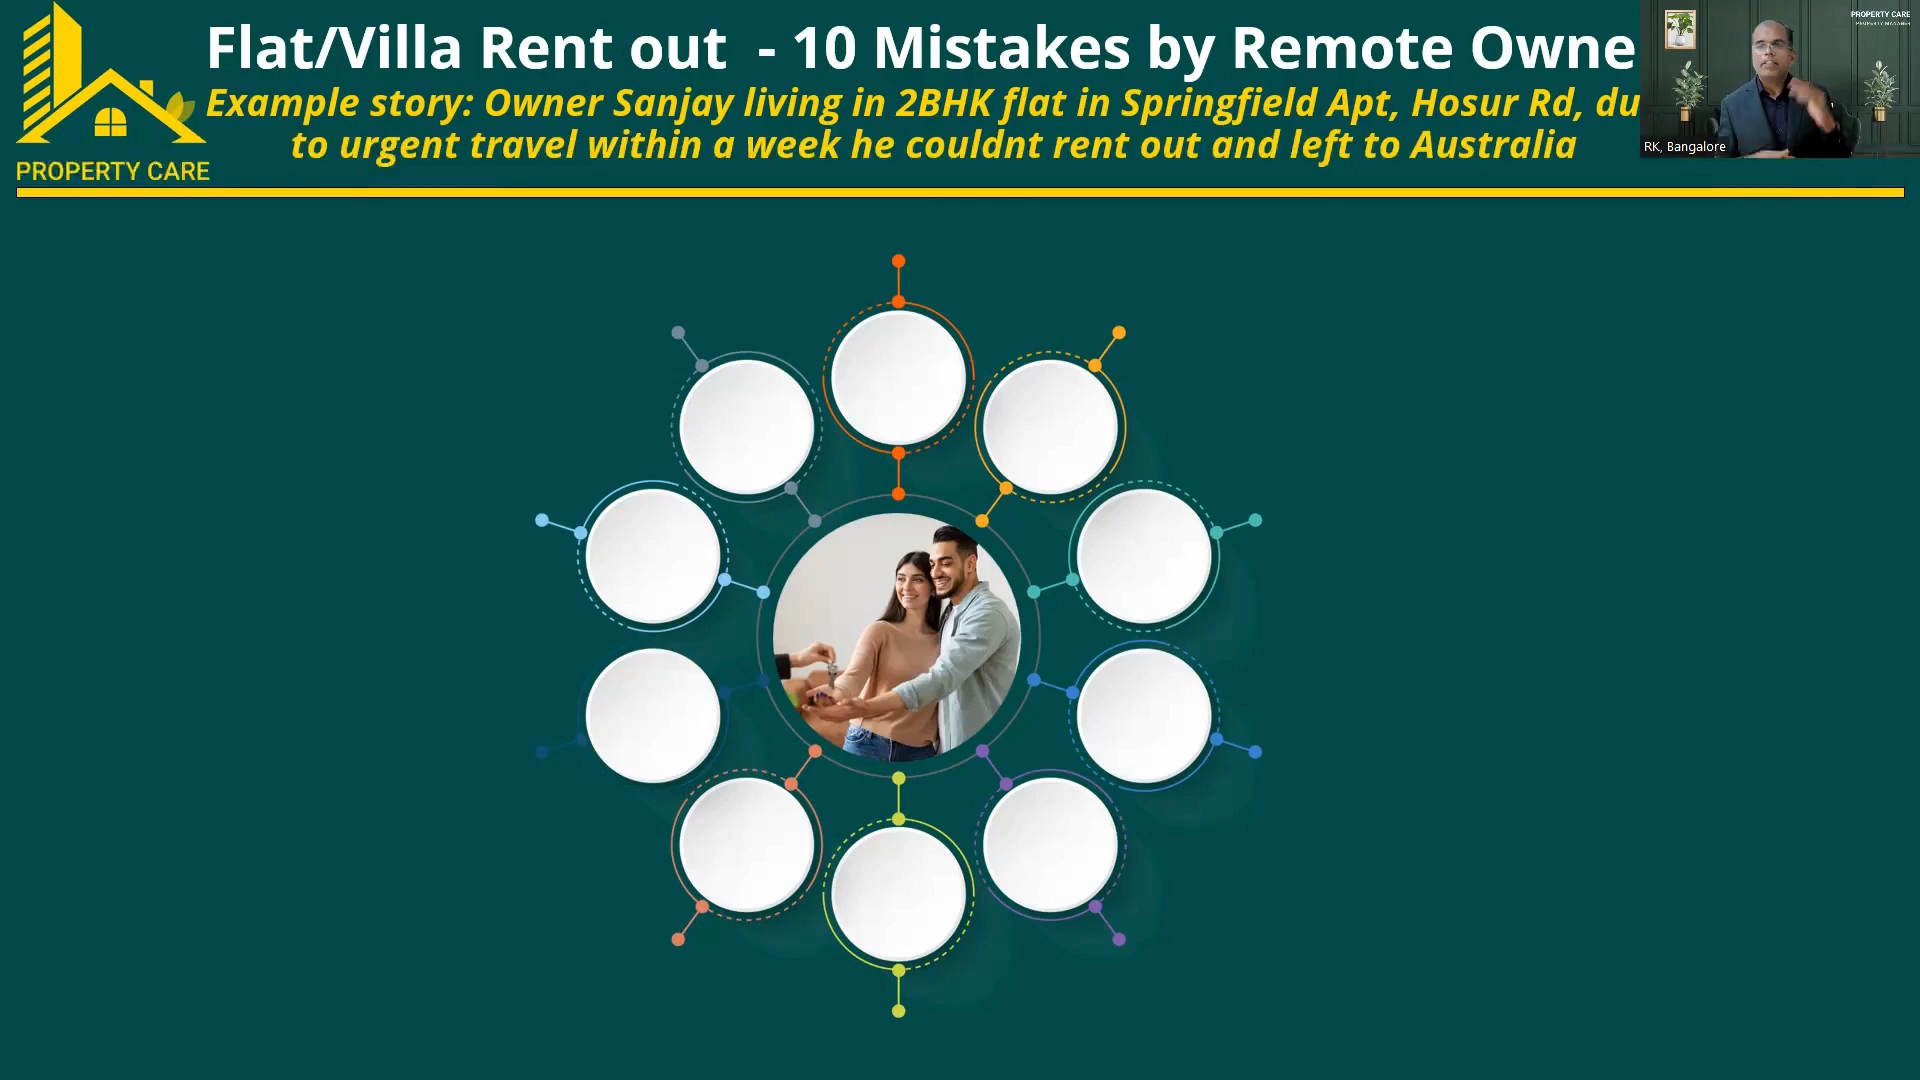 Flat/Villa Rent out - 10 Mistakes by Remote Owne
Example story: Owner Sanjay living in 2BHK flat in Springfield Apt, Hosur Rd, du
to urgent travel within a week he couldnt rent out and left to Australia
PROPERTY CARE
PROPERTY CARE
PROPERTY MANAGER
RK, Bangalore